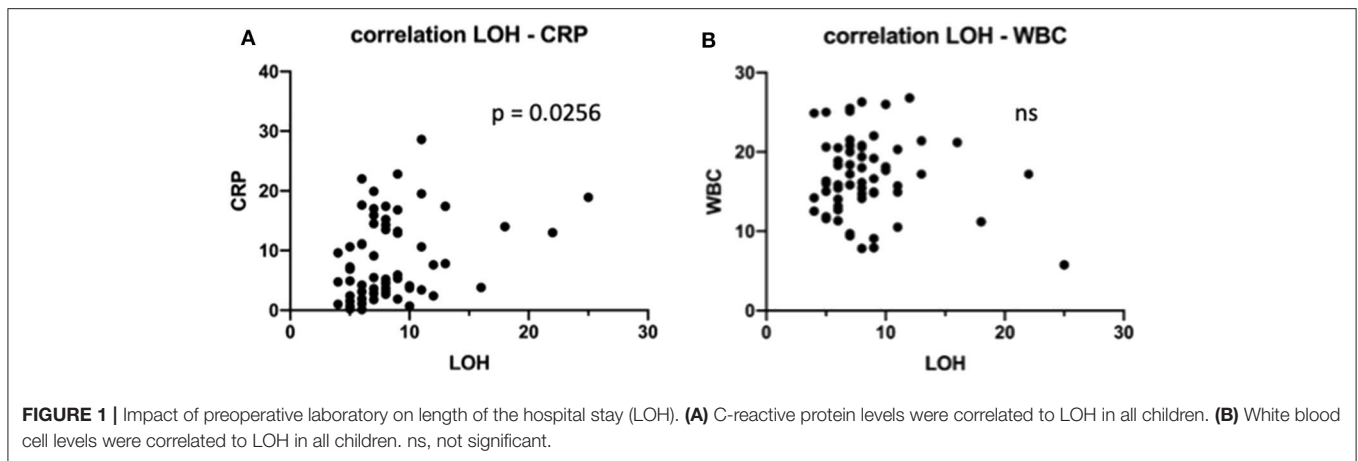 A
correlation LOH - CRP
40
30
20
10
0
CRP
p = 0.0256
0
10
20
30
LOH
B
correlation LOH - WBC
30
20
10
0
WBC
ns
0
10
20
30
LOH
FIGURE 1 | Impact of preoperative laboratory on length of the hospital stay (LOH). (A) C-reactive protein levels were correlated to LOH in all children. (B) White blood
cell levels were correlated to LOH in all children. ns, not significant.